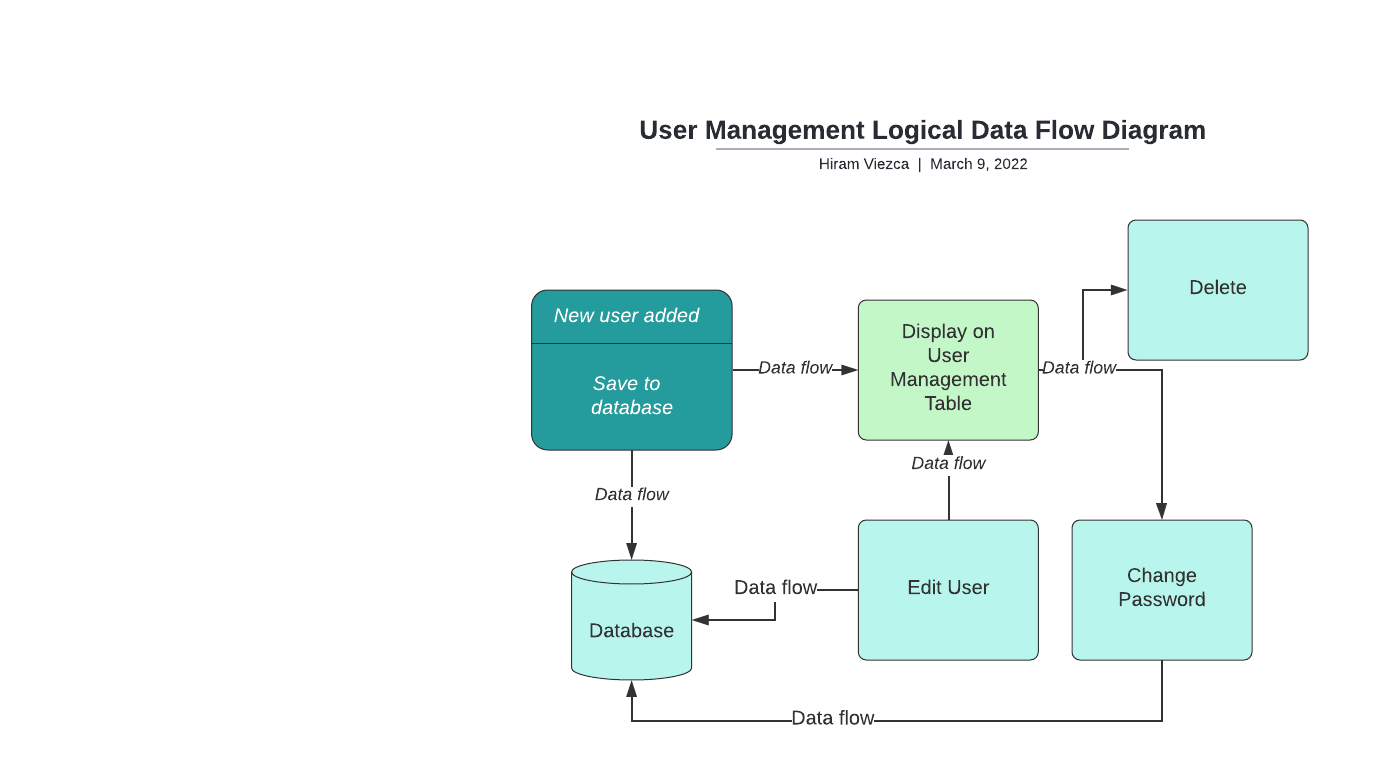 User Management Logical Data Flow Diagram
Hiram Viezca | March 9, 2022
Delete
New user added
Save to
database
Data flow
Display on
User
Management
Table
Data flow
Data flow
Data flow
Database
Data flow
Edit User
Change
Password
Data flow